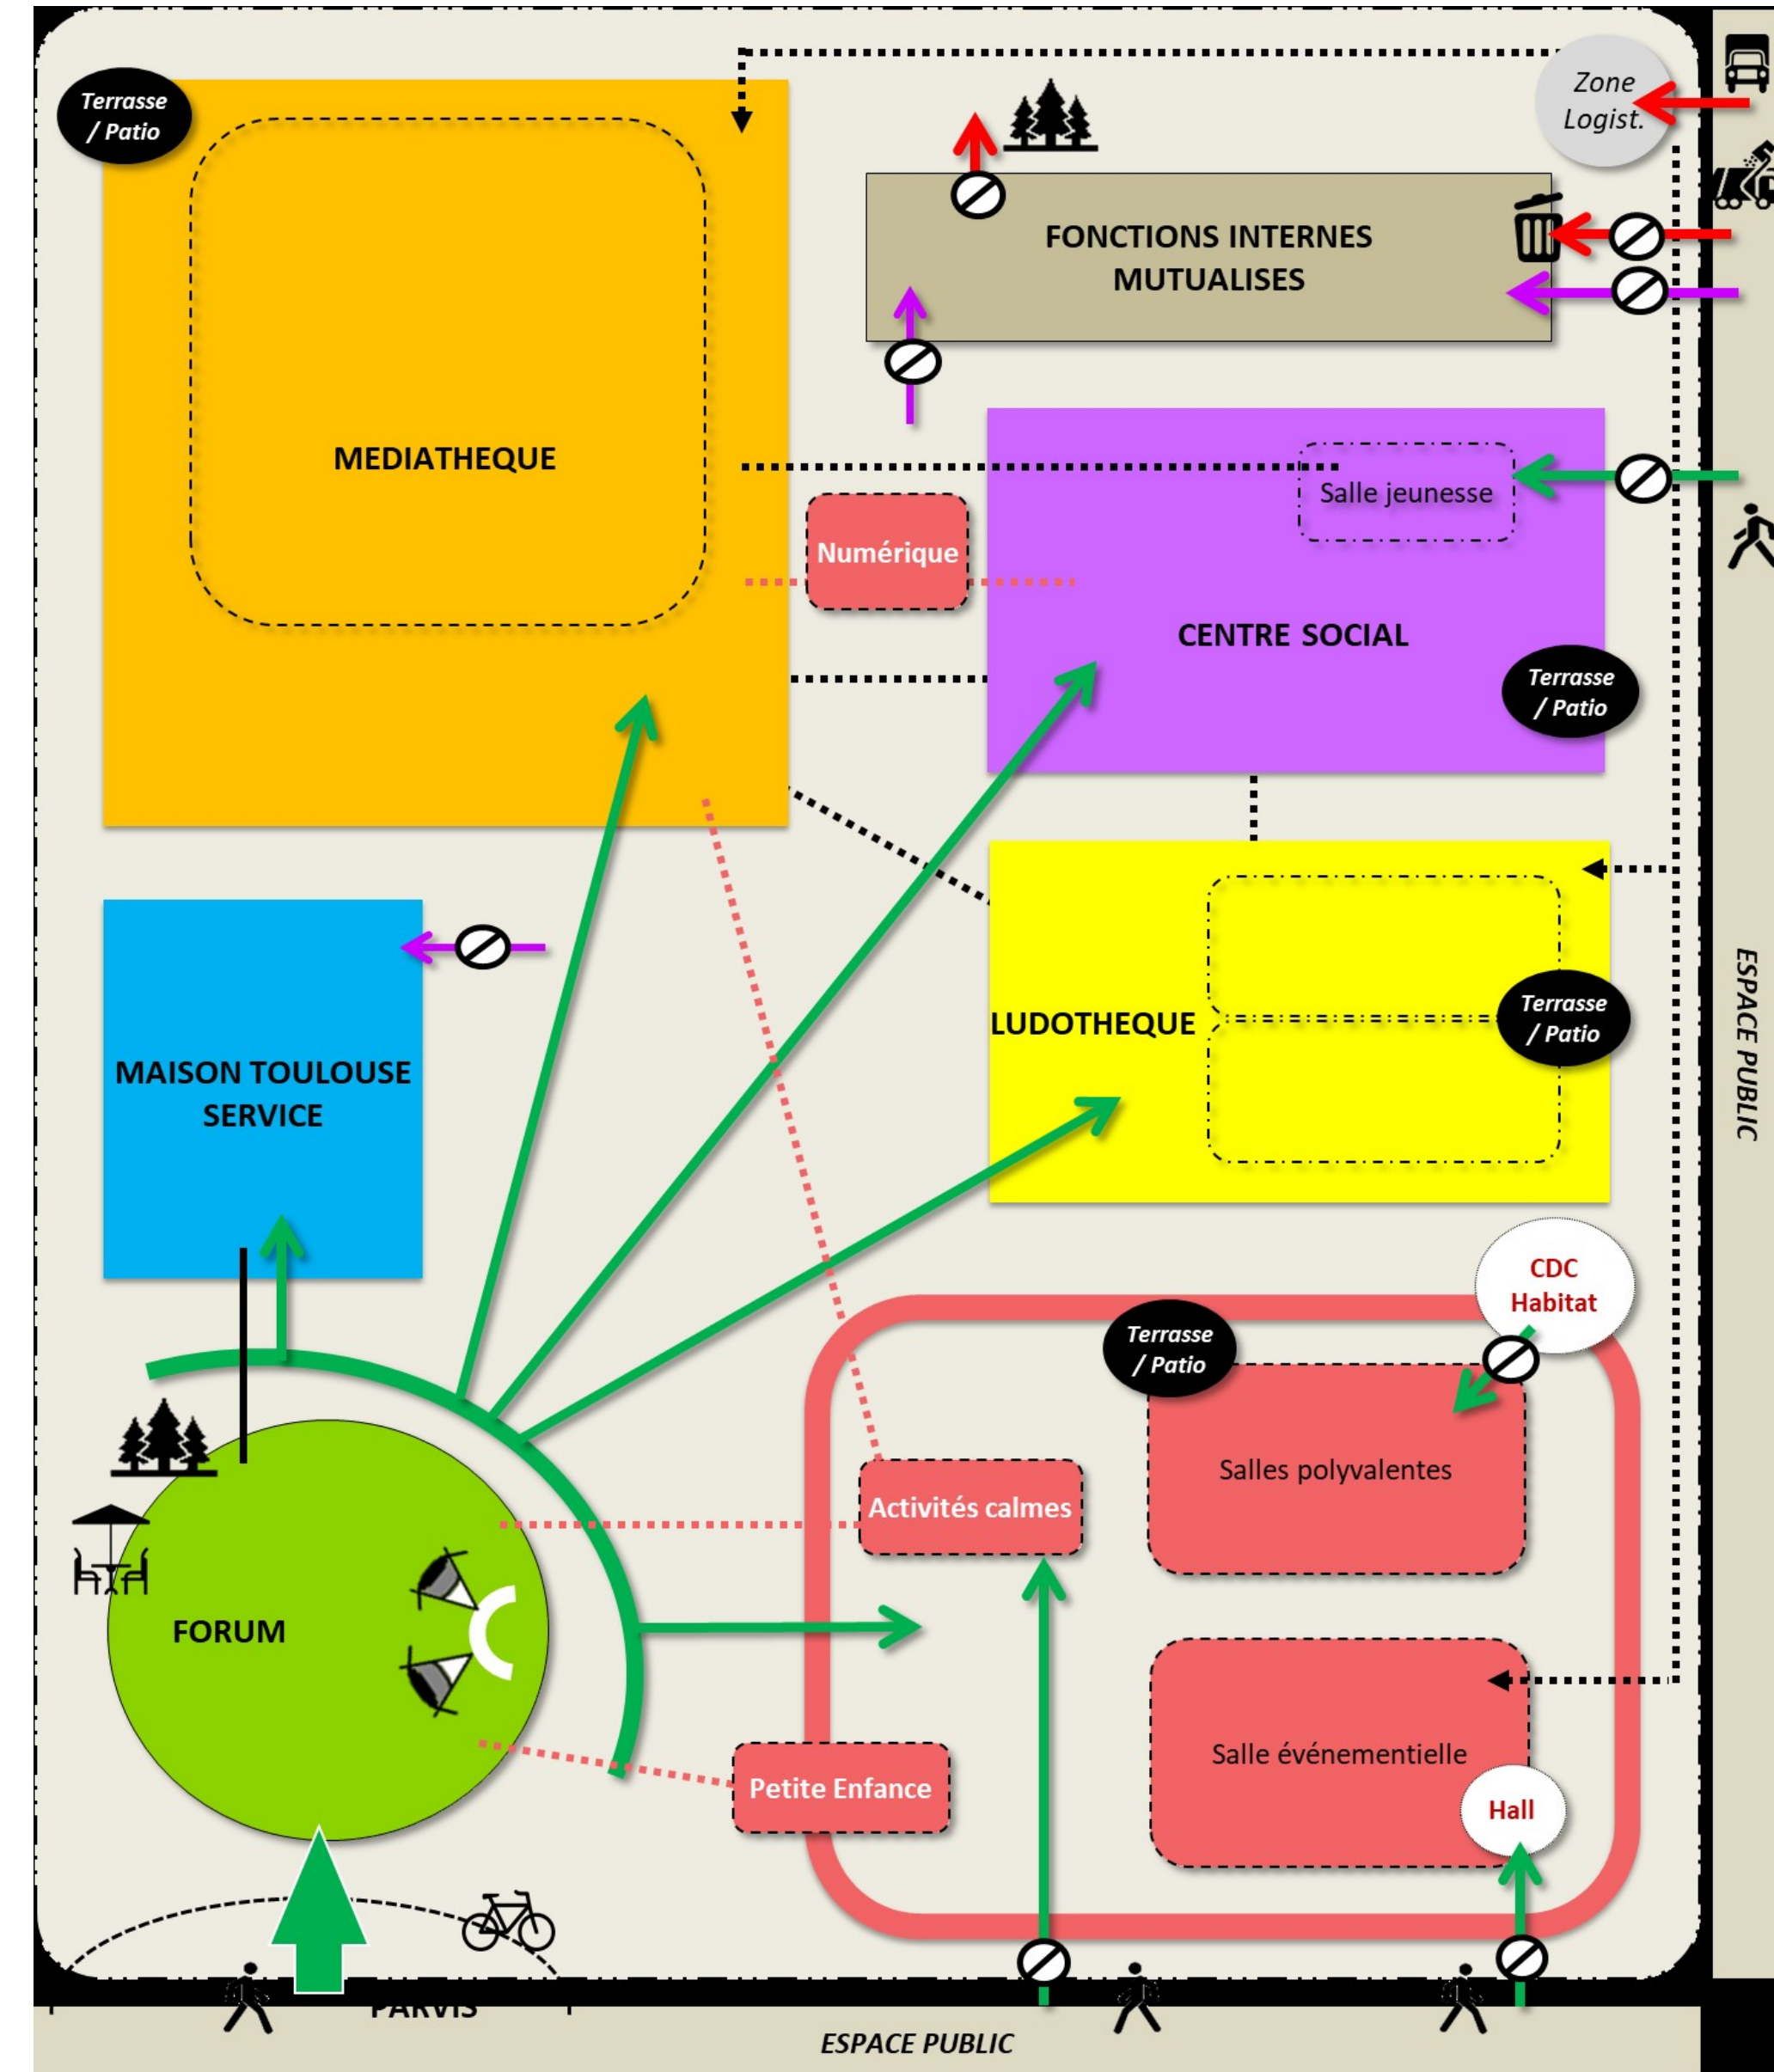 Terrasse
/ Patio
Zone
Logist.
FONCTIONS INTERNES
MUTUALISES
MEDIATHEQUE
Salle jeunesse
Numérique
CENTRE SOCIAL
Terrasse
/ Patio
LUDOTHEQUE
Terrasse
/ Patio
MAISON TOULOUSE
SERVICE
ESPACE PUBLIC
CDC
Habitat
Terrasse
/ Patio
Salles polyvalentes
Activités calmes
FORUM
Salle événementielle
Petite Enfance
Hall
PARVIS
ESPACE PUBLIC